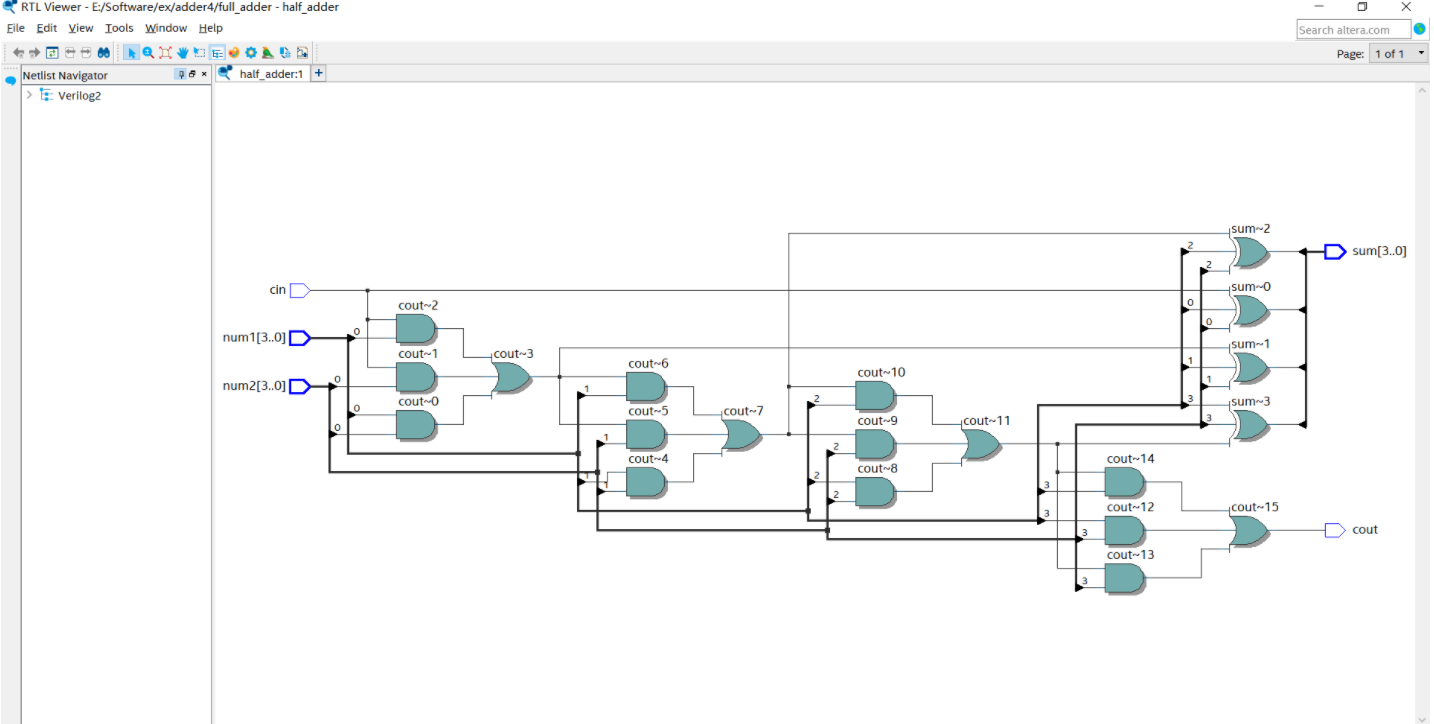 RTL Viewer - E:/Software/ex/adder4/full_adder - half_adder
File Edit View Tools Window Help
Search altera.com
Page: 1 of 1
Netlist Navigator
half_adder:1
Verilog2
sum~2
2
sum[3..0]
2
cin
sum~0
cout~2
0
num1[3..0]
0
0
cout~1
cout~3
sum~1
cout~6
1
num2[3..0]
0
cout~10
1
1
cout~0
2
3
sum~3
0
cout~5
cout~7
cout~9
cout~11
3
0
1
2
cout~4
cout~8
cout~14
1
2
3
1
2
cout~12
cout~15
3
3
cout
cout~13
3